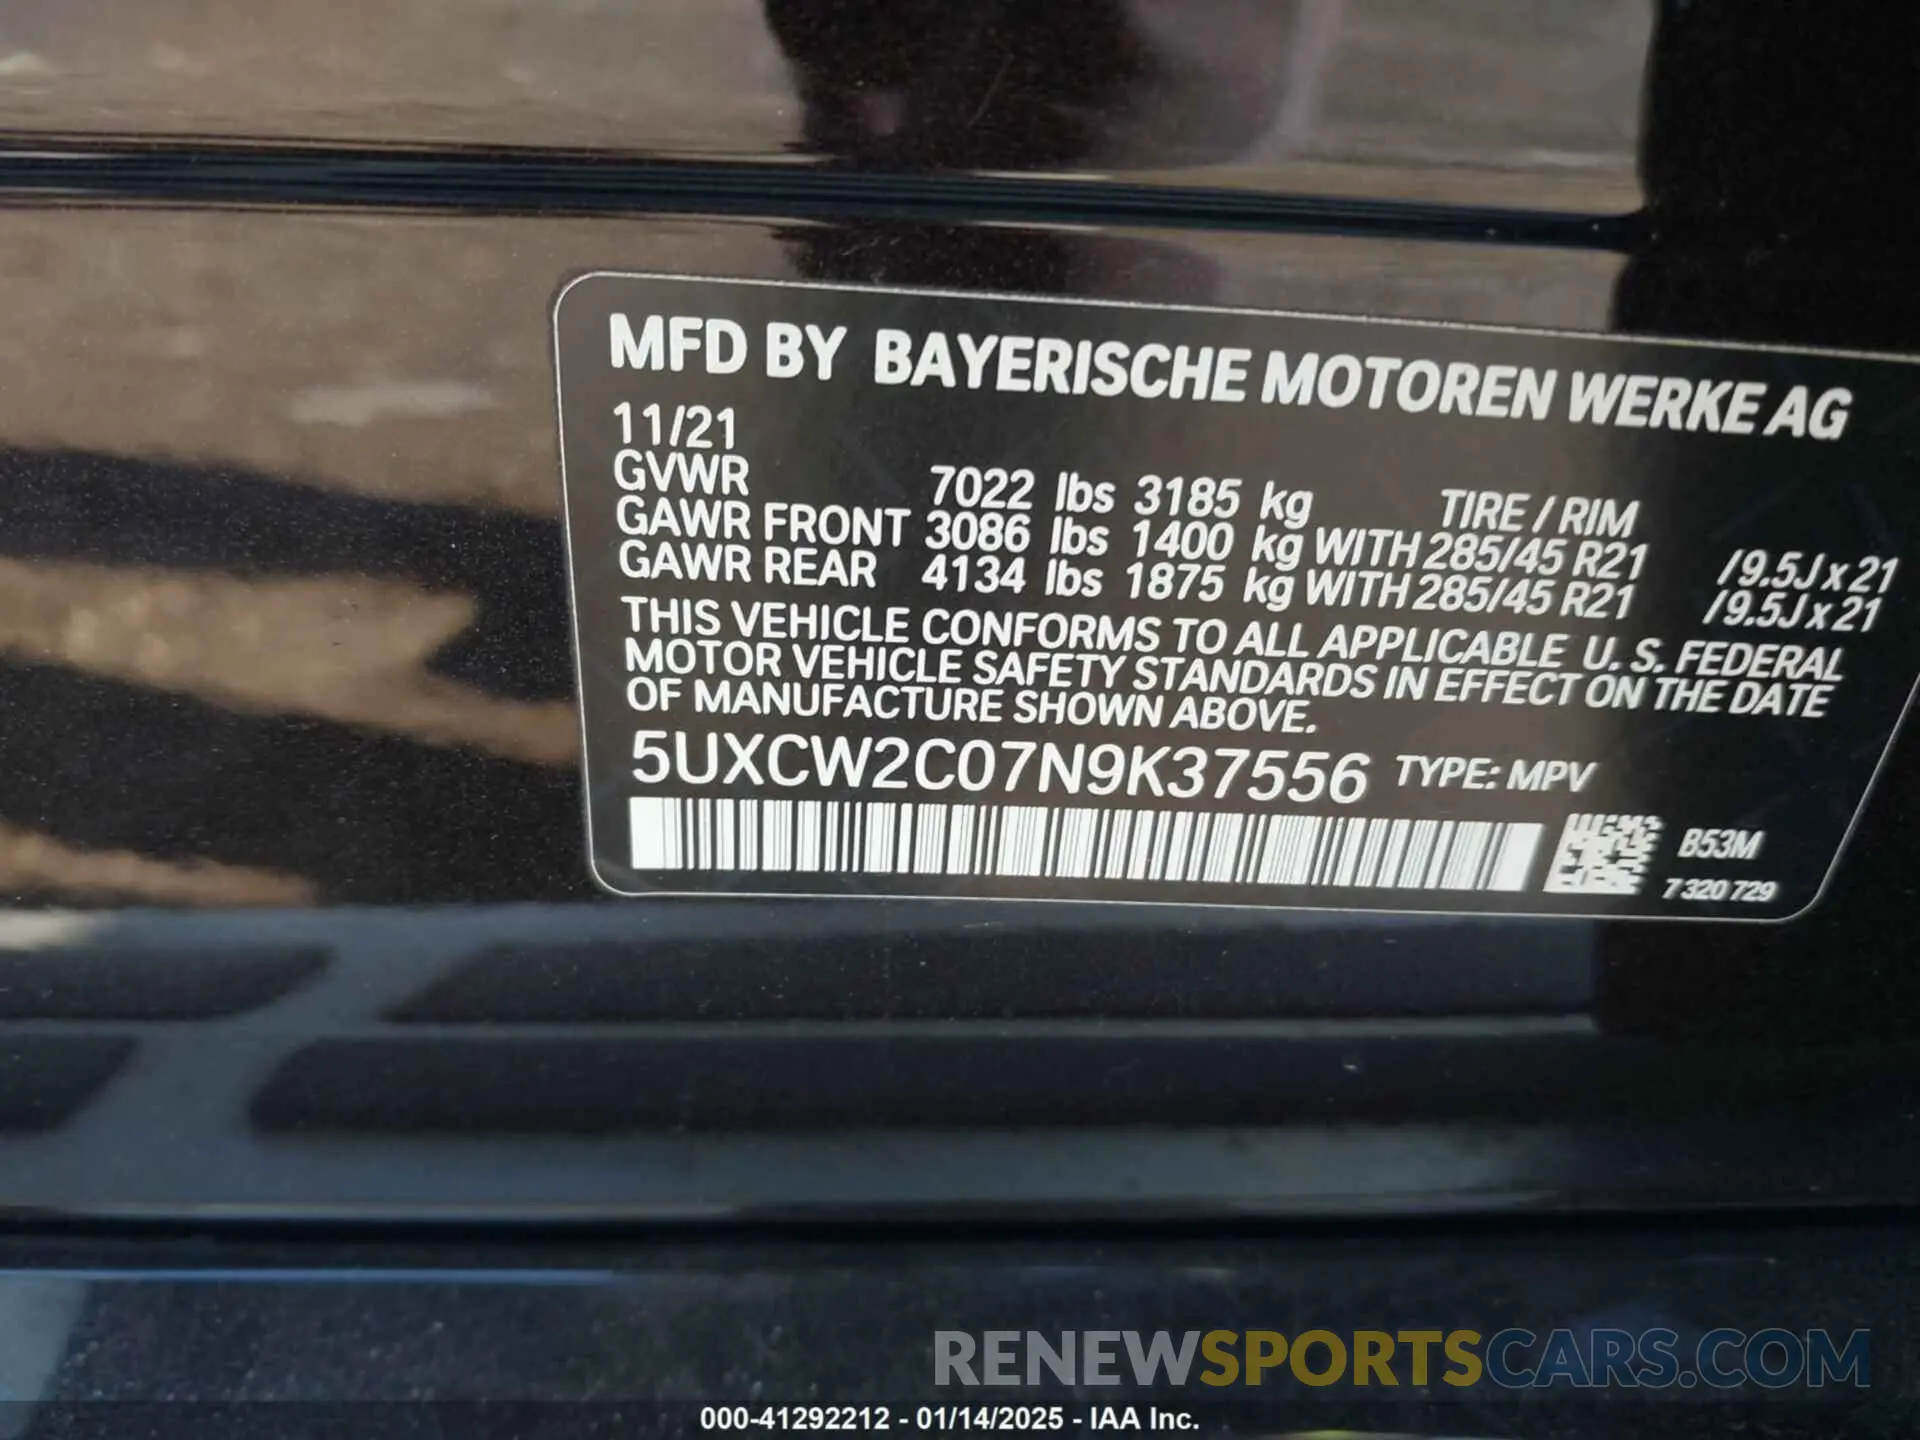 MFD BY BAYERISCHE MOTOREN WERKE AG
11/21
GVWR 7022 lbs 3185 kg TIRE / RIM
GAWR FRONT 3086 lbs 1400 kg WITH 285/45 R21 /9.5J x 21
GAWR REAR 4134 lbs 1875 kg WITH 285/45 R21 /9.5J x 21
THIS VEHICLE CONFORMS TO ALL APPLICABLE U. S. FEDERAL
MOTOR VEHICLE SAFETY STANDARDS IN EFFECT ON THE DATE
OF MANUFACTURE SHOWN ABOVE.
5UXCW2C07N9K37556 TYPE: MPV
B53M
7 320 729
RENEWSPORTSCARS.COM
000-41292212 - 01/14/2025 - IAA Inc.